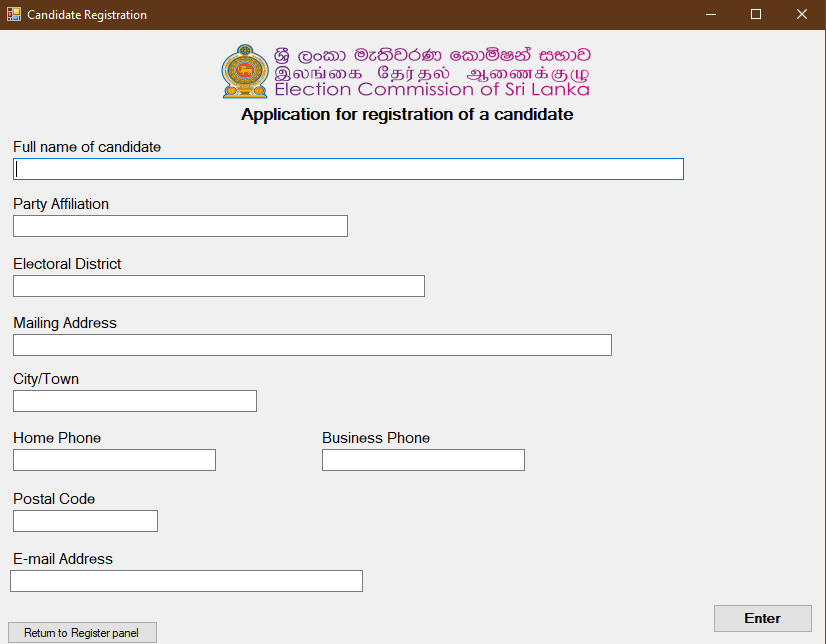 Candidate Registration
ශ්‍රී ලංකා මැතිවරණ කොමිෂන් සභාව
இலங்கை தேர்தல் ஆணைக்குழு
Election Commission of Sri Lanka
Application for registration of a candidate
Full name of candidate
Party Affiliation
Electoral District
Mailing Address
City/Town
Home Phone Business Phone
Postal Code
E-mail Address
Enter
Return to Register panel